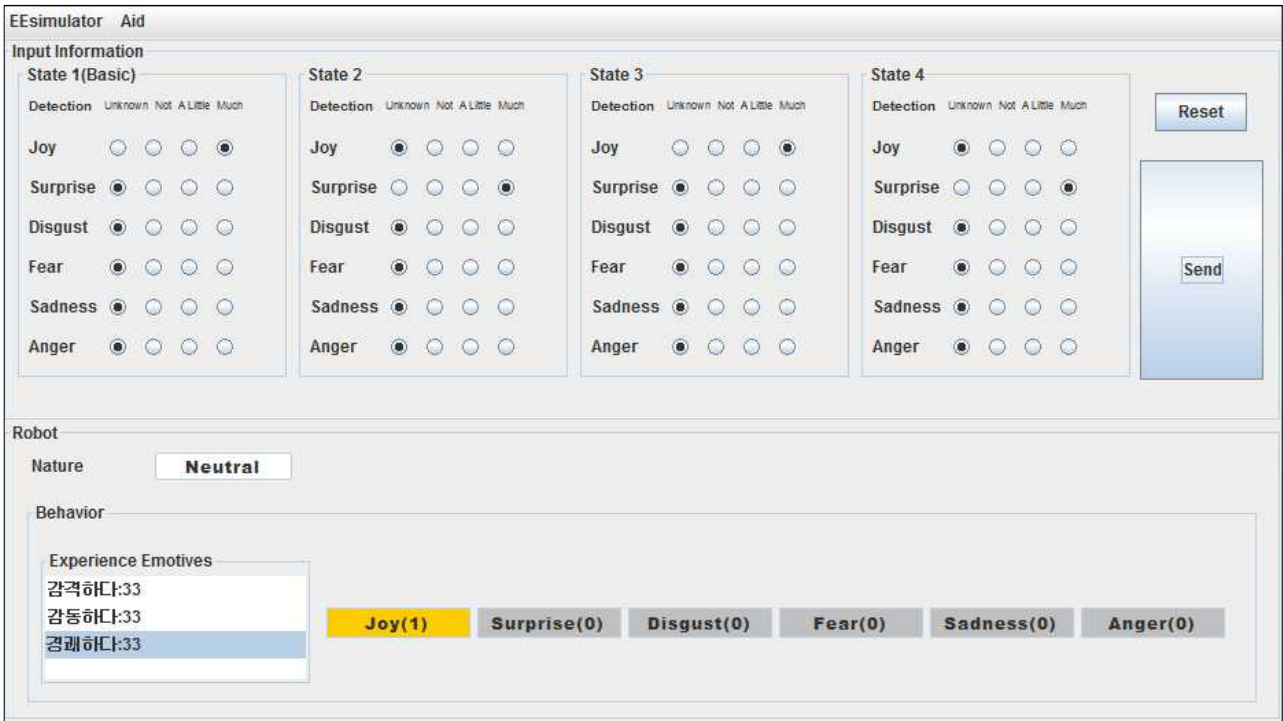 EEsimulator Aid
Input Information
State 1(Basic)
Detection Unknown Not A Little Much
Joy
Surprise
Disgust
Fear
Sadness
Anger
State 2
Detection Unknown Not A Little Much
Joy
Surprise
Disgust
Fear
Sadness
Anger
State 3
Detection Unknown Not A Little Much
Joy
Surprise
Disgust
Fear
Sadness
Anger
State 4
Detection Unknown Not A Little Much
Joy
Surprise
Disgust
Fear
Sadness
Anger
Reset
Send
Robot
Nature Neutral
Behavior
Experience Emotives
감격하다:33
감동하다:33
경쾌하다:33
Joy(1) Surprise(0) Disgust(0) Fear(0) Sadness(0) Anger(0)